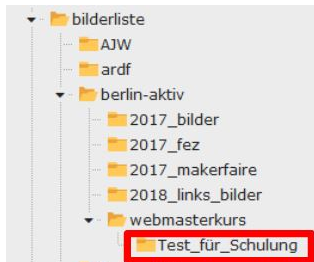 bilderliste
AJW
ardf
berlin-aktiv
2017_bilder
2017_fez
2017_makerfaire
2018_links_bilder
webmasterkurs
Test_für_Schulung